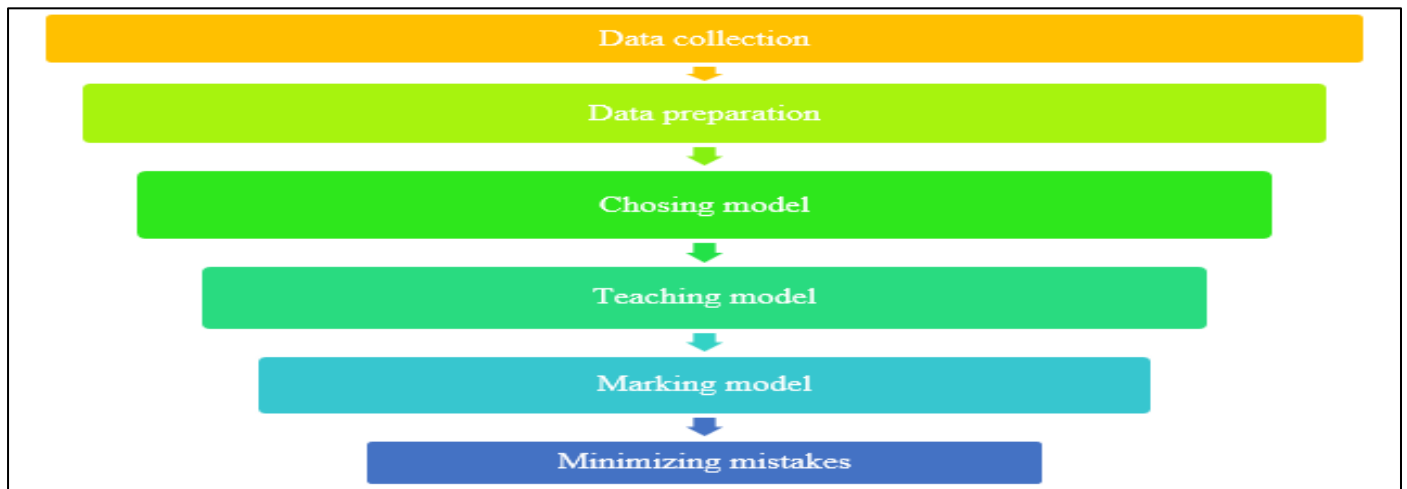 Data collection
Data preparation
Chosing model
Teaching model
Marking model
Minimizing mistakes